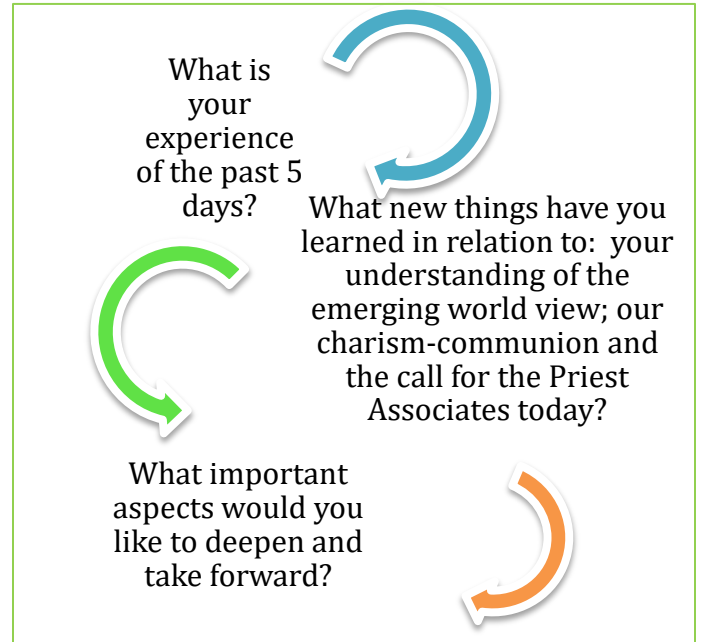 What is
your
experience
of the past 5
days?
What new things have you
learned in relation to:  your
understanding of the
emerging world view; our
charism-communion and
the call for the Priest
Associates today?
What important
aspects would you
like to deepen and
take forward?